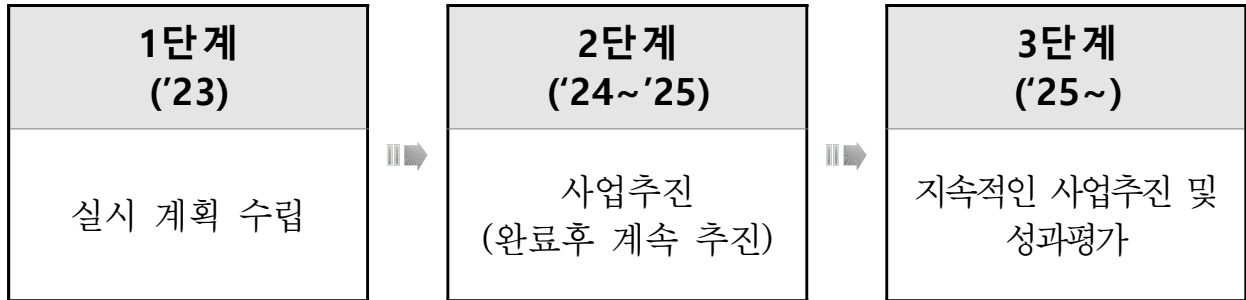 1단계
(’23)
실시 계획 수립
2단계
(‘24~’25)
사업추진
(완료후 계속 추진)
3단계
(‘25~)
지속적인 사업추진 및
성과평가